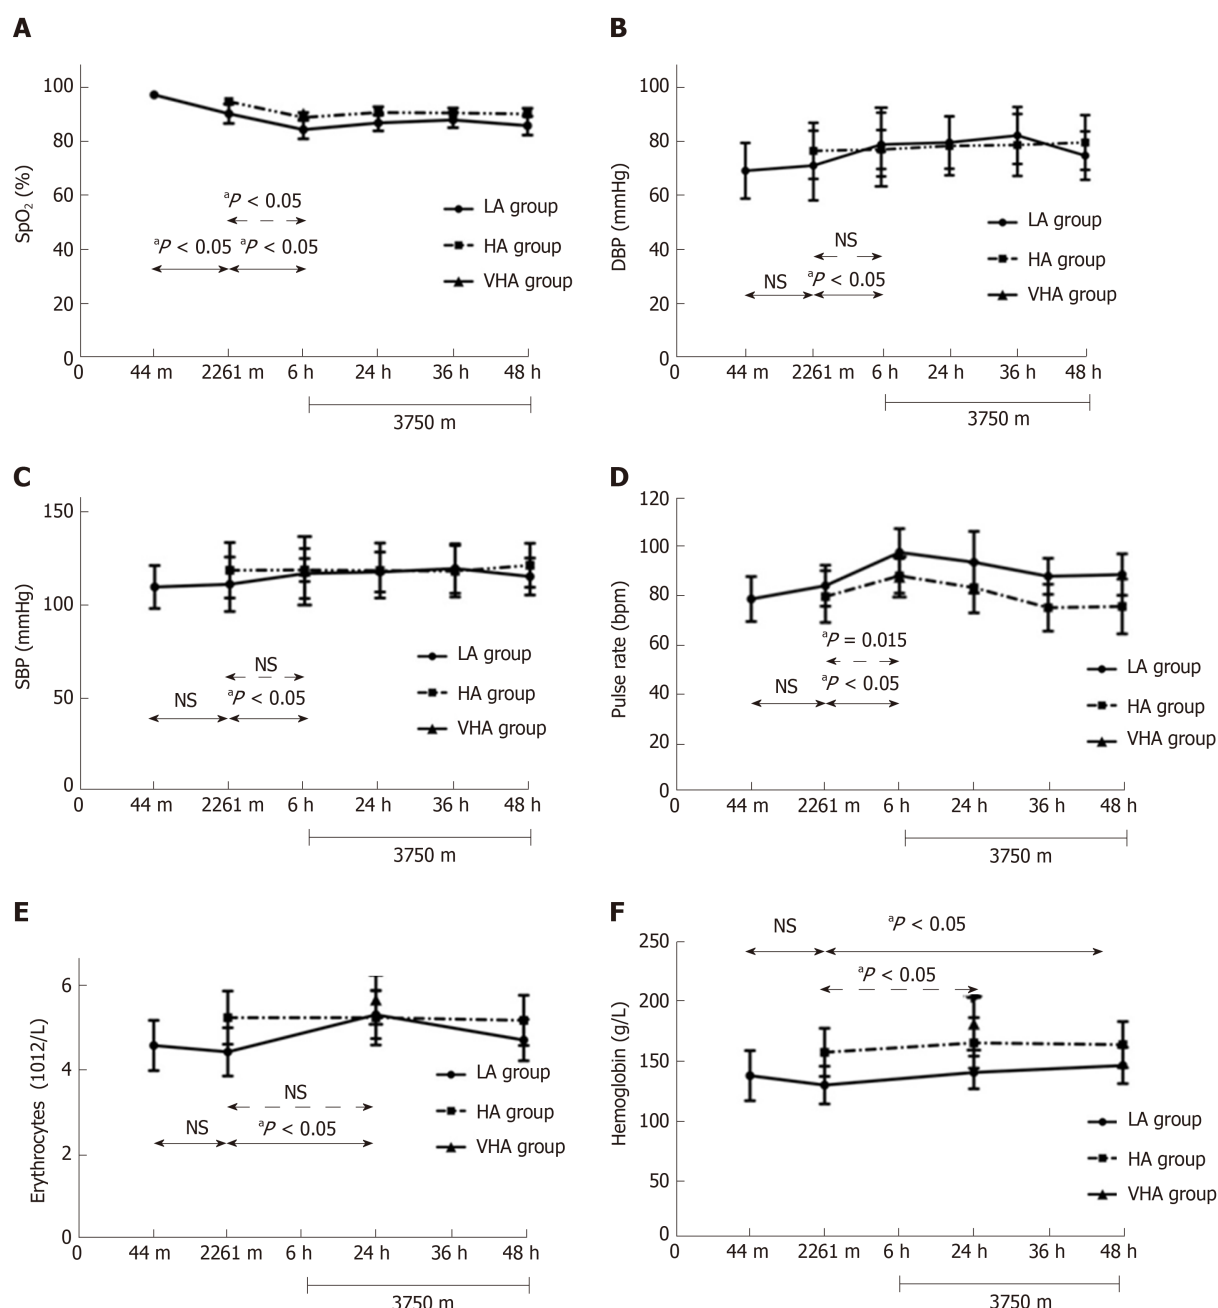 A
100
80
60
40
20
0
SpO2 (%)
aP < 0.05
aP < 0.05 aP < 0.05
LA group
HA group
VHA group
0 44 m 2261 m 6 h 24 h 36 h 48 h
3750 m
B
100
80
60
40
20
0
DBP (mmHg)
NS
NS aP < 0.05
LA group
HA group
VHA group
0 44 m 2261 m 6 h 24 h 36 h 48 h
3750 m
C
150
100
50
0
SBP (mmHg)
NS
NS aP < 0.05
LA group
HA group
VHA group
0 44 m 2261 m 6 h 24 h 36 h 48 h
3750 m
D
120
100
80
60
40
20
0
Pulse rate (bpm)
aP = 0.015
NS aP < 0.05
LA group
HA group
VHA group
0 44 m 2261 m 6 h 24 h 36 h 48 h
3750 m
E
6
4
2
0
Erythrocytes (1012/L)
NS
NS aP < 0.05
LA group
HA group
VHA group
0 44 m 2261 m 6 h 24 h 36 h 48 h
3750 m
F
250
200
150
100
50
0
Hemoglobin (g/L)
NS aP < 0.05
aP < 0.05
LA group
HA group
VHA group
0 44 m 2261 m 6 h 24 h 36 h 48 h
3750 m